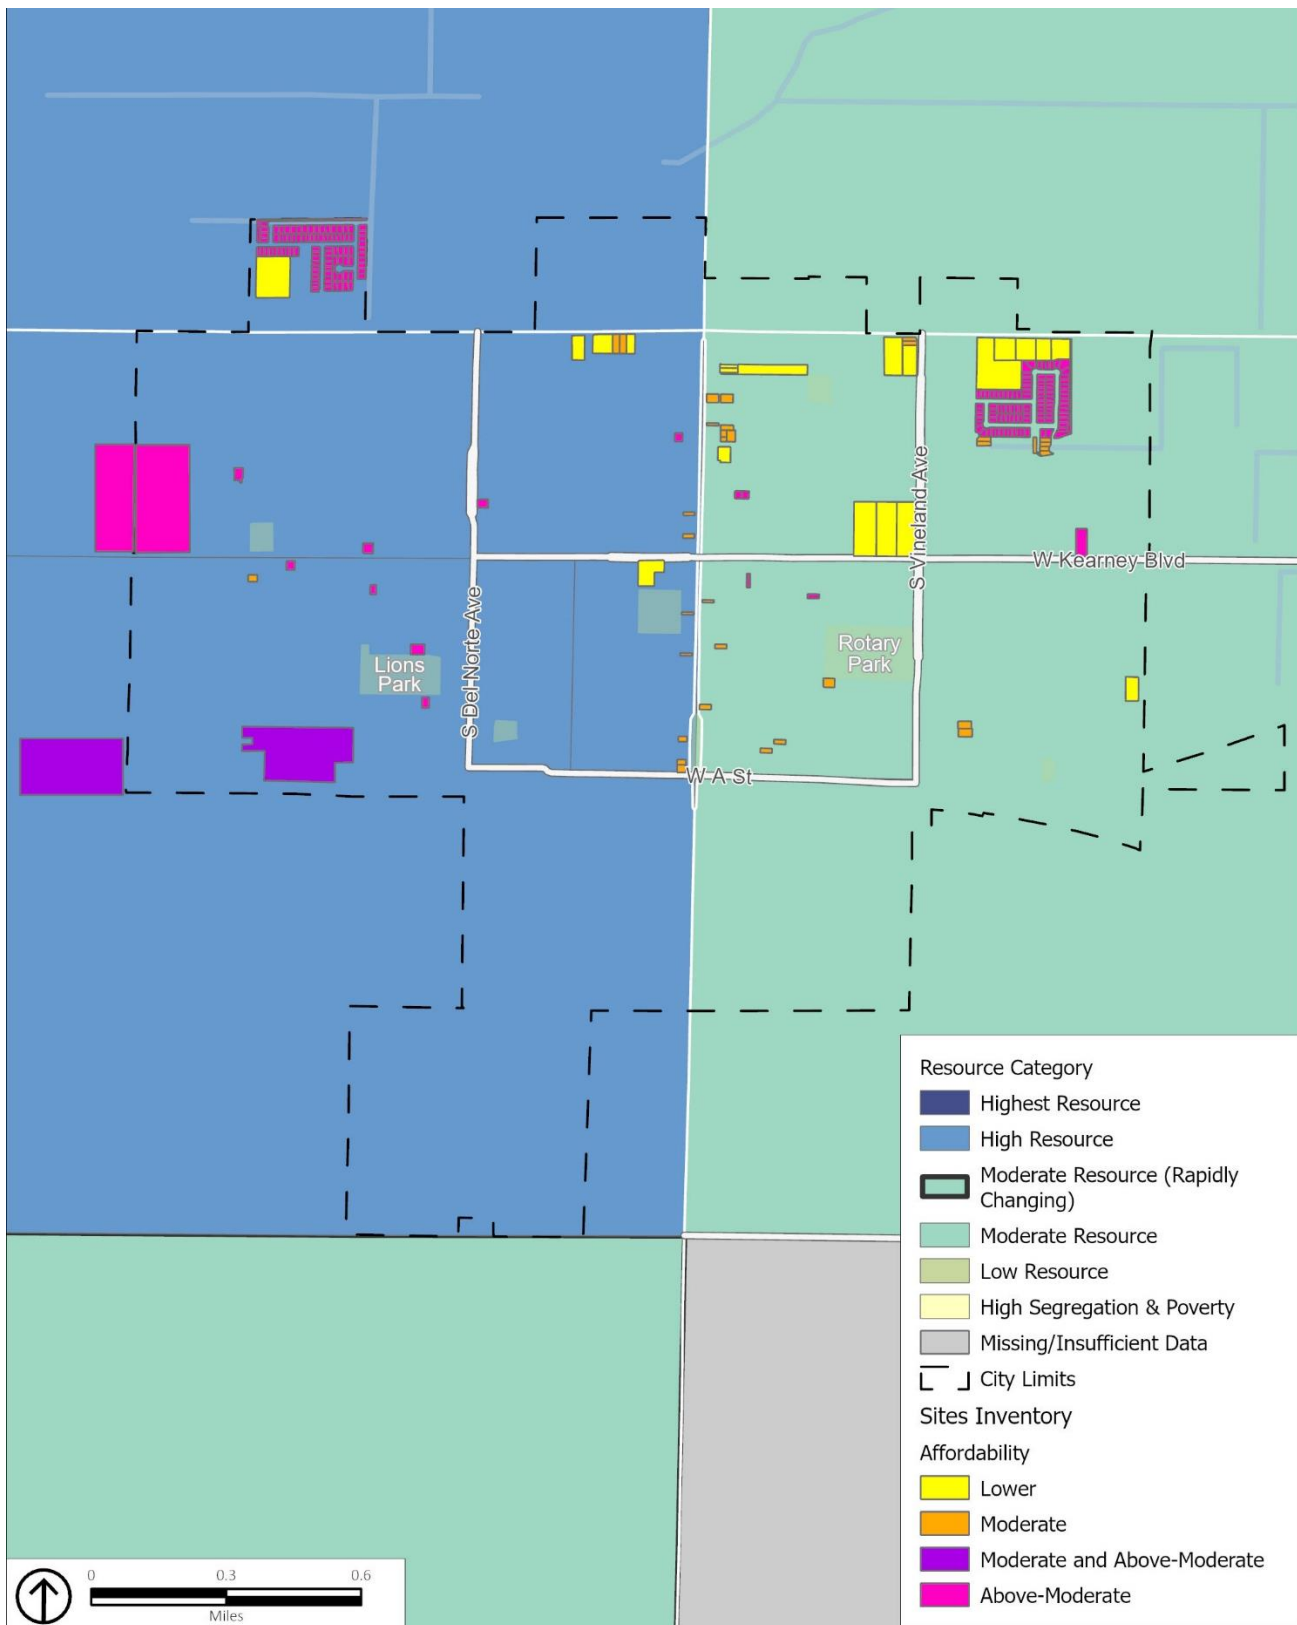 S Vineland Ave
W Kearney Blvd
S Del Norte Ave
Lions
Park
Rotary
Park
W A St
Resource Category
Highest Resource
High Resource
Moderate Resource (Rapidly
Changing)
Moderate Resource
Low Resource
High Segregation & Poverty
Missing/Insufficient Data
City Limits
Sites Inventory
Affordability
Lower
Moderate
Moderate and Above-Moderate
Above-Moderate
0 0.3 0.6
Miles